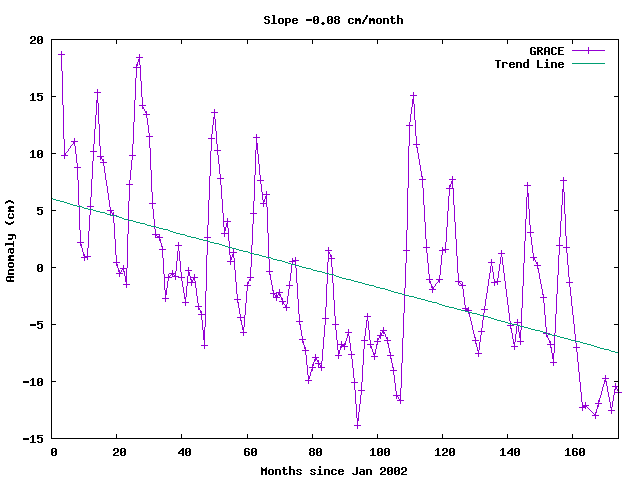 Slope -0.08 cm/month
20
15
10
5
0
-5
-10
-15
Anomaly (cm)
GRACE
Trend Line
0 20 40 60 80 100 120 140 160
Months since Jan 2002